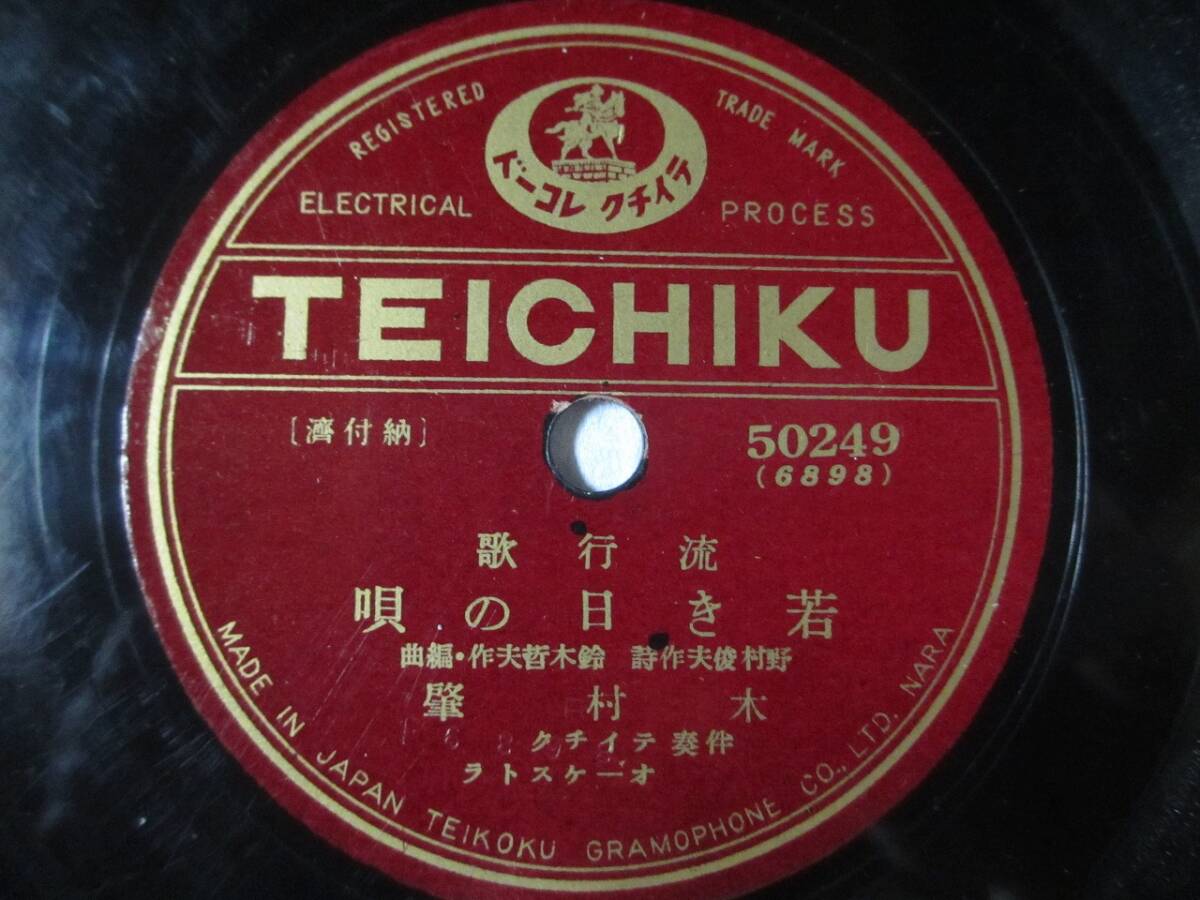 REGISTERED TRADE MARK
テイチク レコード
ELECTRICAL PROCESS
TEICHIKU
[納付濟]
50249
(6898)
流行歌
若き日の唄
野村俊夫作詩 鈴木哲夫作・編曲
木村肇
伴奏テイチク
オーケストラ
MADE IN JAPAN TEIKOKU GRAMOPHONE CO., LTD. NARA